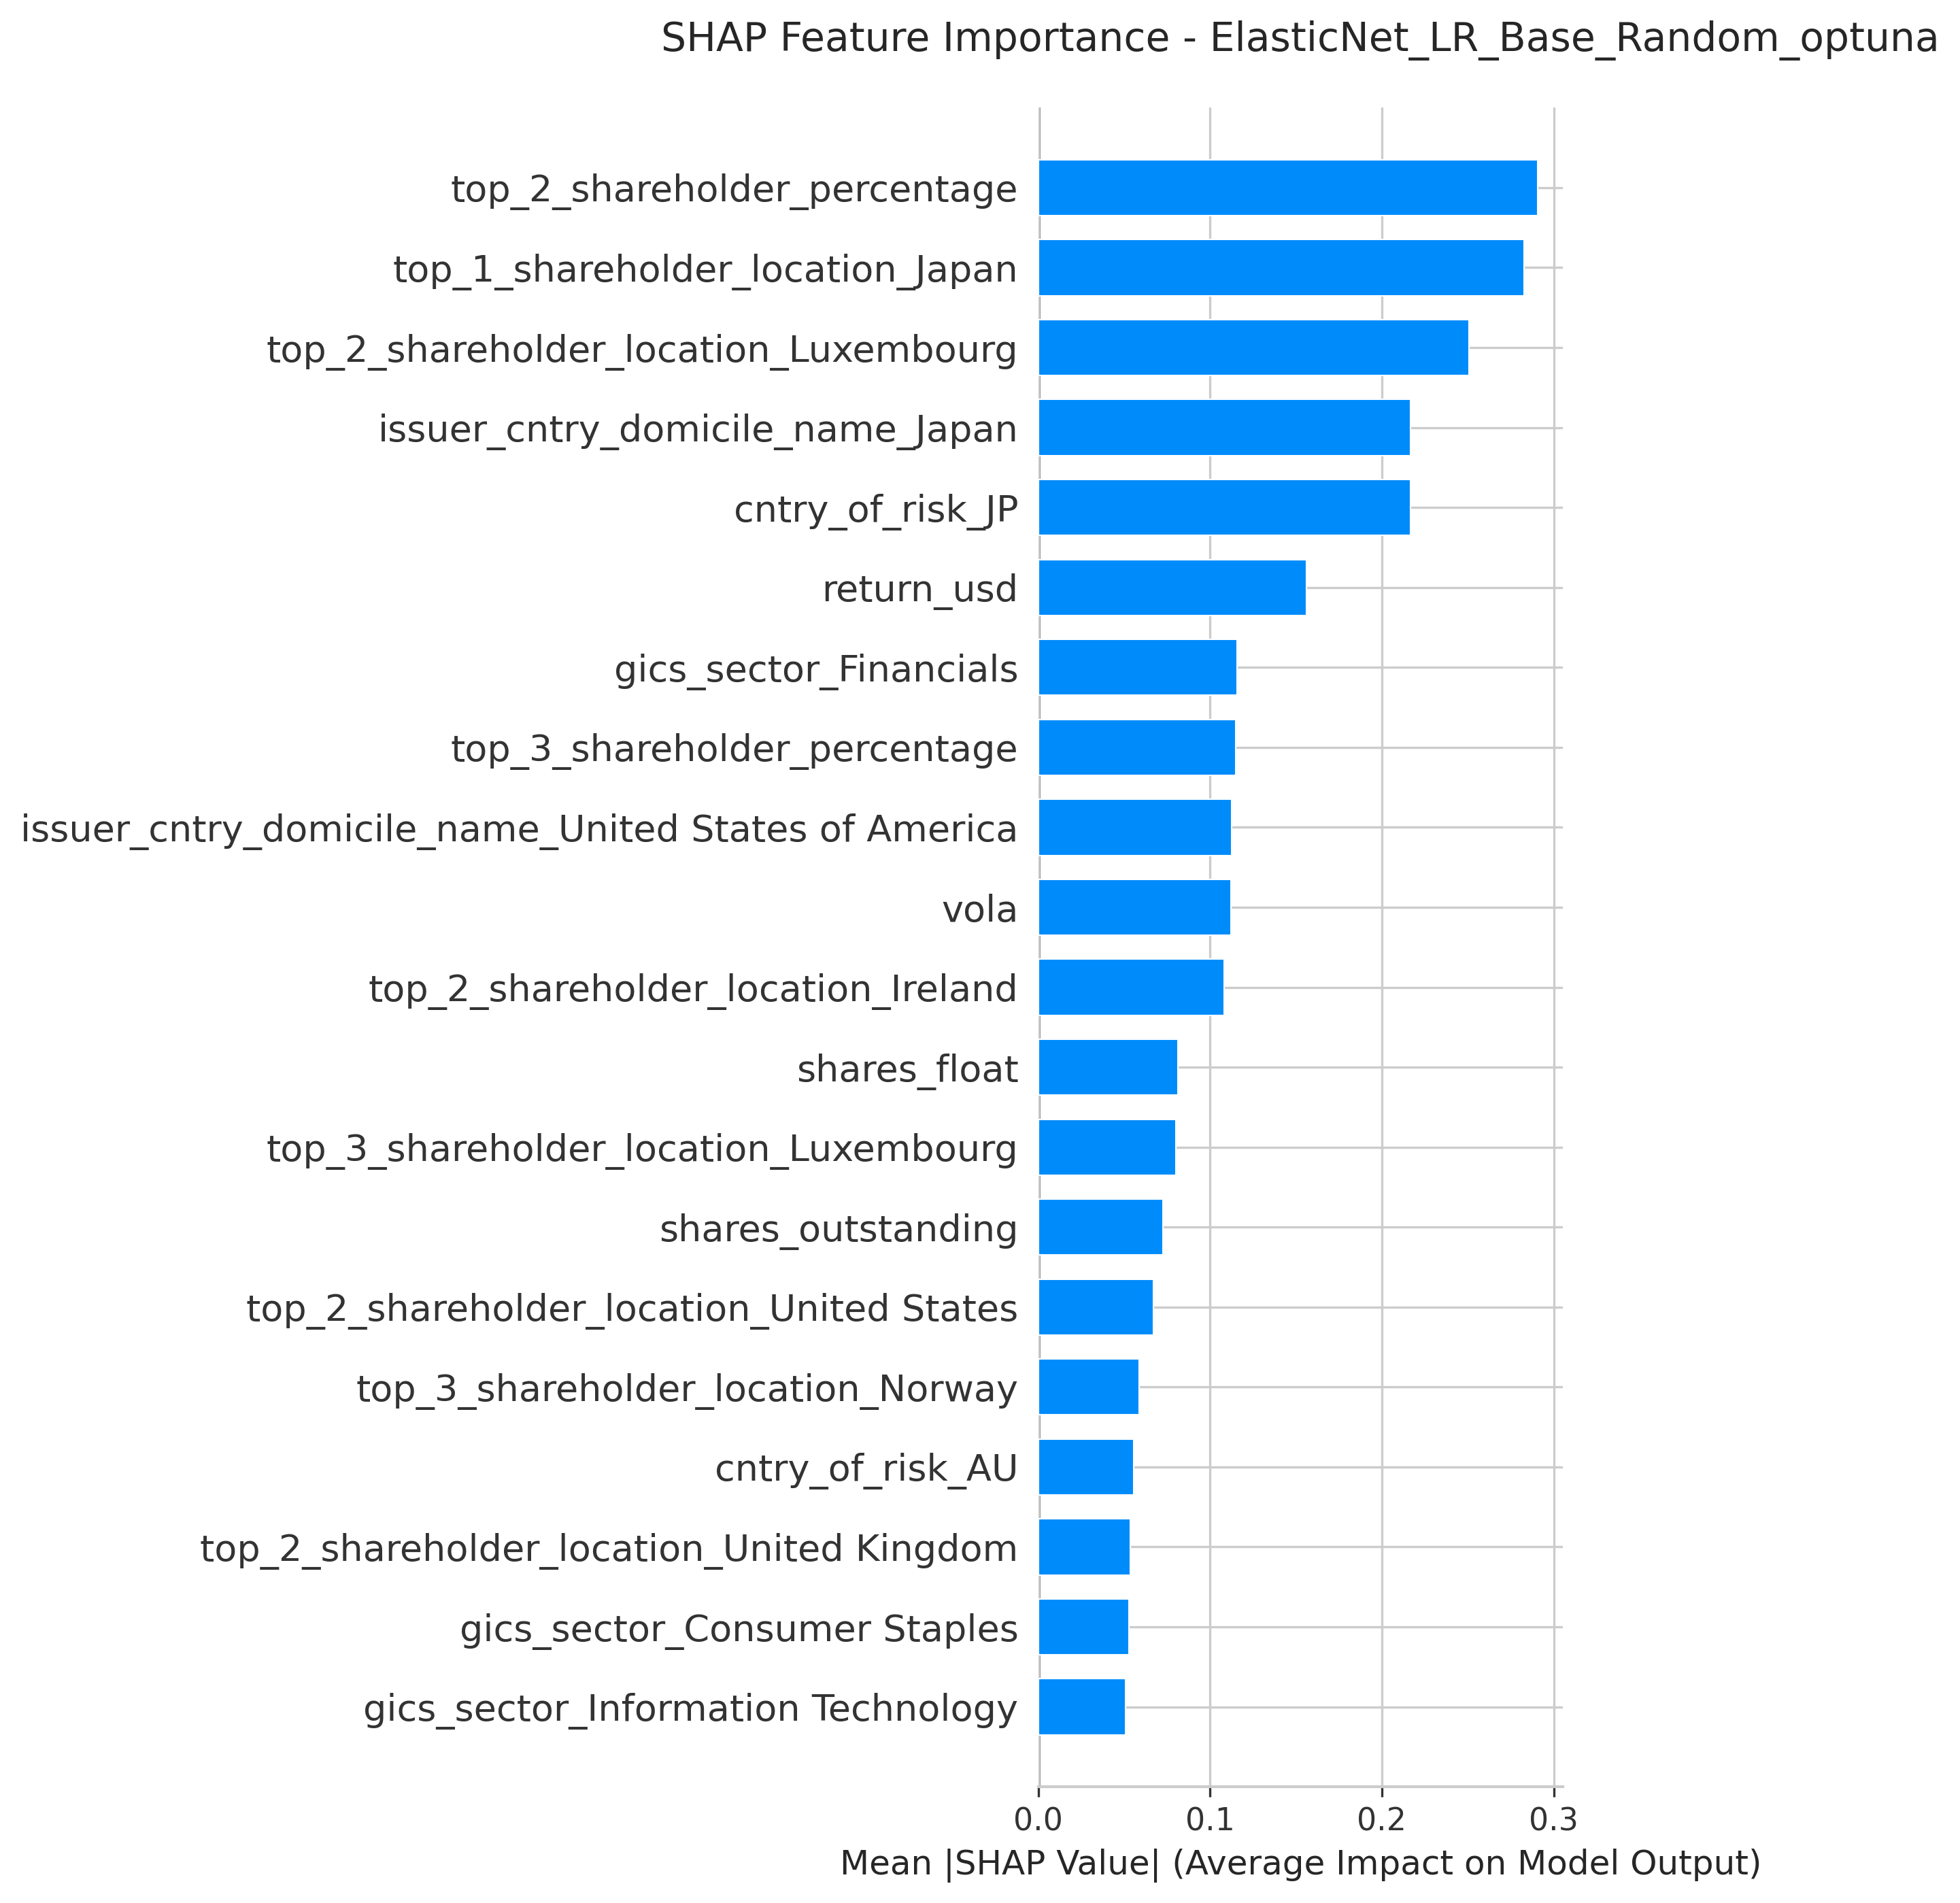 SHAP Feature Importance - ElasticNet_LR_Base_Random_optuna
top_2_shareholder_percentage
top_1_shareholder_location_Japan
top_2_shareholder_location_Luxembourg
issuer_cntry_domicile_name_Japan
cntry_of_risk_JP
return_usd
gics_sector_Financials
top_3_shareholder_percentage
issuer_cntry_domicile_name_United States of America
vola
top_2_shareholder_location_Ireland
shares_float
top_3_shareholder_location_Luxembourg
shares_outstanding
top_2_shareholder_location_United States
top_3_shareholder_location_Norway
cntry_of_risk_AU
top_2_shareholder_location_United Kingdom
gics_sector_Consumer Staples
gics_sector_Information Technology
0.0 0.1 0.2 0.3
Mean |SHAP Value| (Average Impact on Model Output)